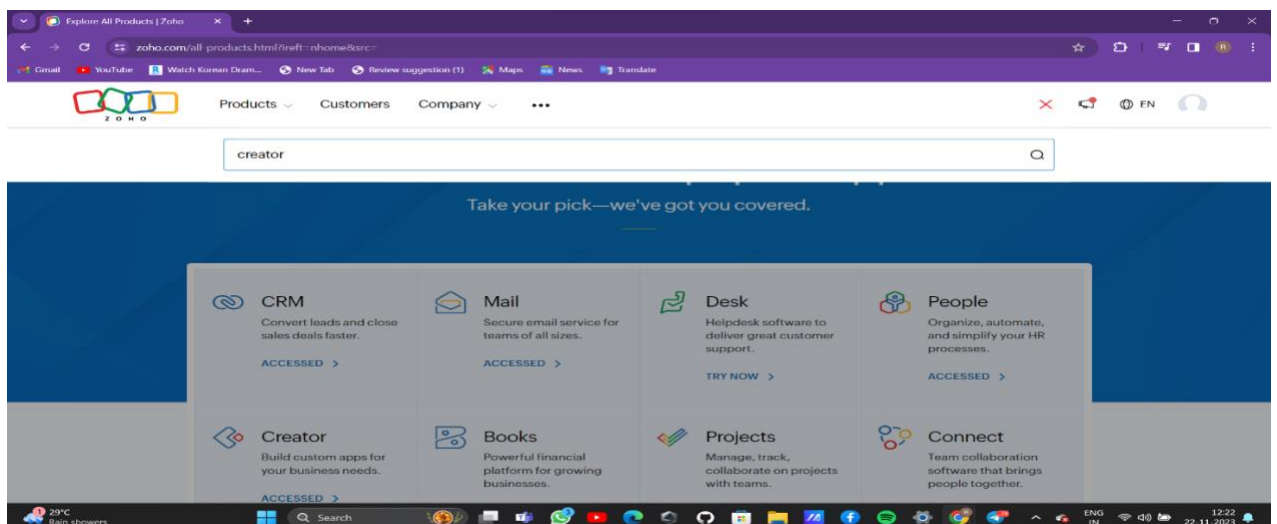 Explore All Products | Zoho
zoho.com/all-products.html?ireft=nhome&src=
Gmail YouTube Watch Korean Dram... New Tab Review suggestion (1) Maps News Translate
ZOHO
Products Customers Company ••• EN
creator
Take your pick—we've got you covered.
CRM
Convert leads and close
sales deals faster.
ACCESSED >
Mail
Secure email service for
teams of all sizes.
ACCESSED >
Desk
Helpdesk software to
deliver great customer
support.
TRY NOW >
People
Organize, automate,
and simplify your HR
processes.
ACCESSED >
Creator
Build custom apps for
your business needs.
ACCESSED >
Books
Powerful financial
platform for growing
businesses.
Projects
Manage, track,
collaborate on projects
with teams.
Connect
Team collaboration
software that brings
people together.
29°C
Rain showers
Search
ENG
IN
12:22
22-11-2023